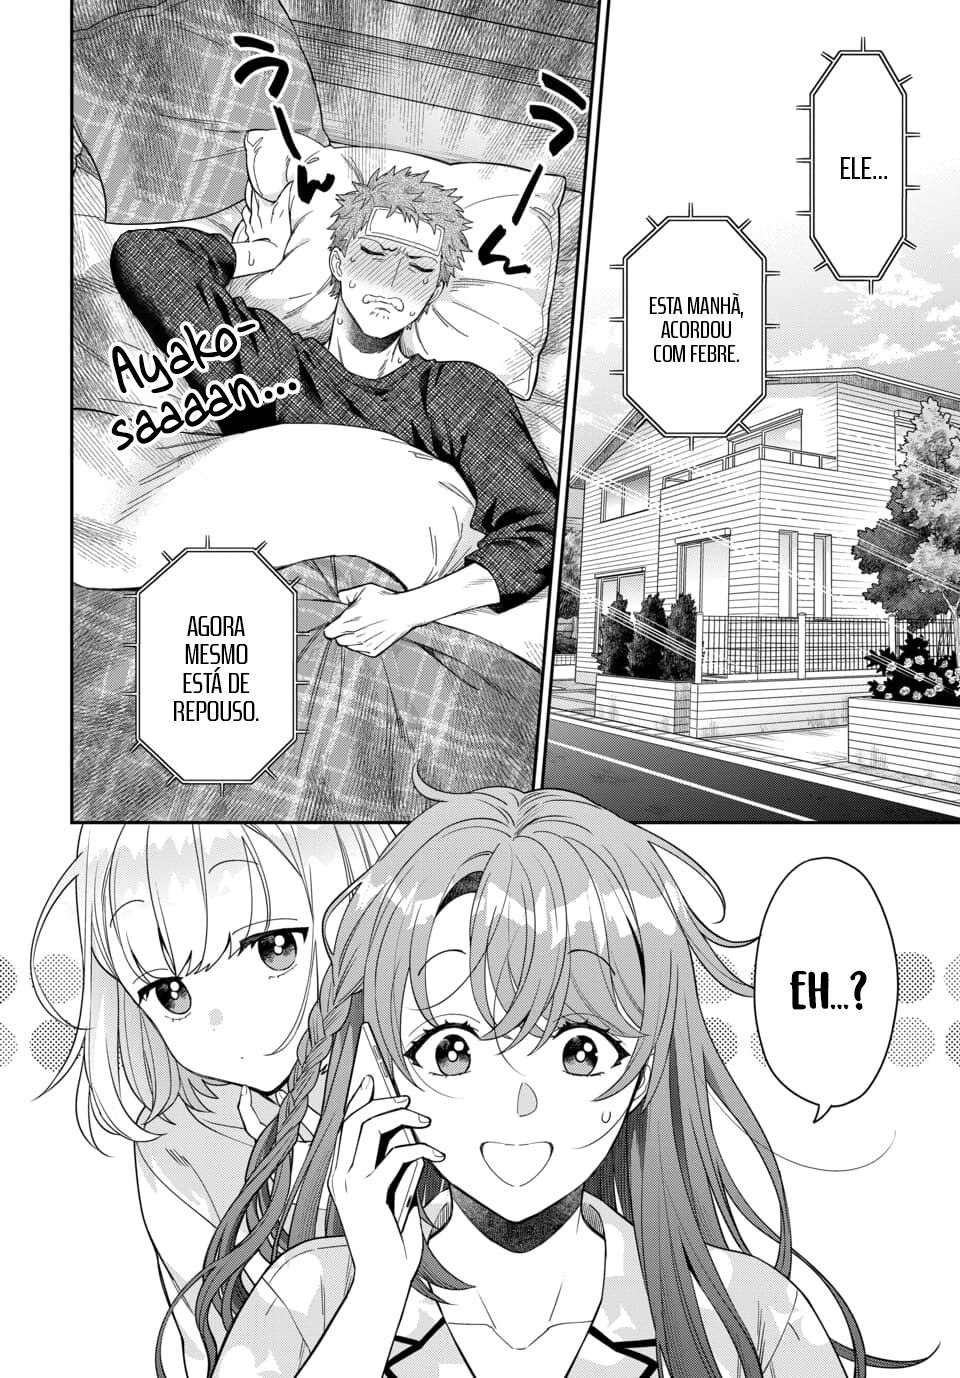 ELE...
ESTA MANHÃ,
ACORDOU
COM FEBRE.
うーん
うーん
Ayako-
saaaan...
AGORA
MESMO
ESTÁ DE
REPOUSO.
EH...?